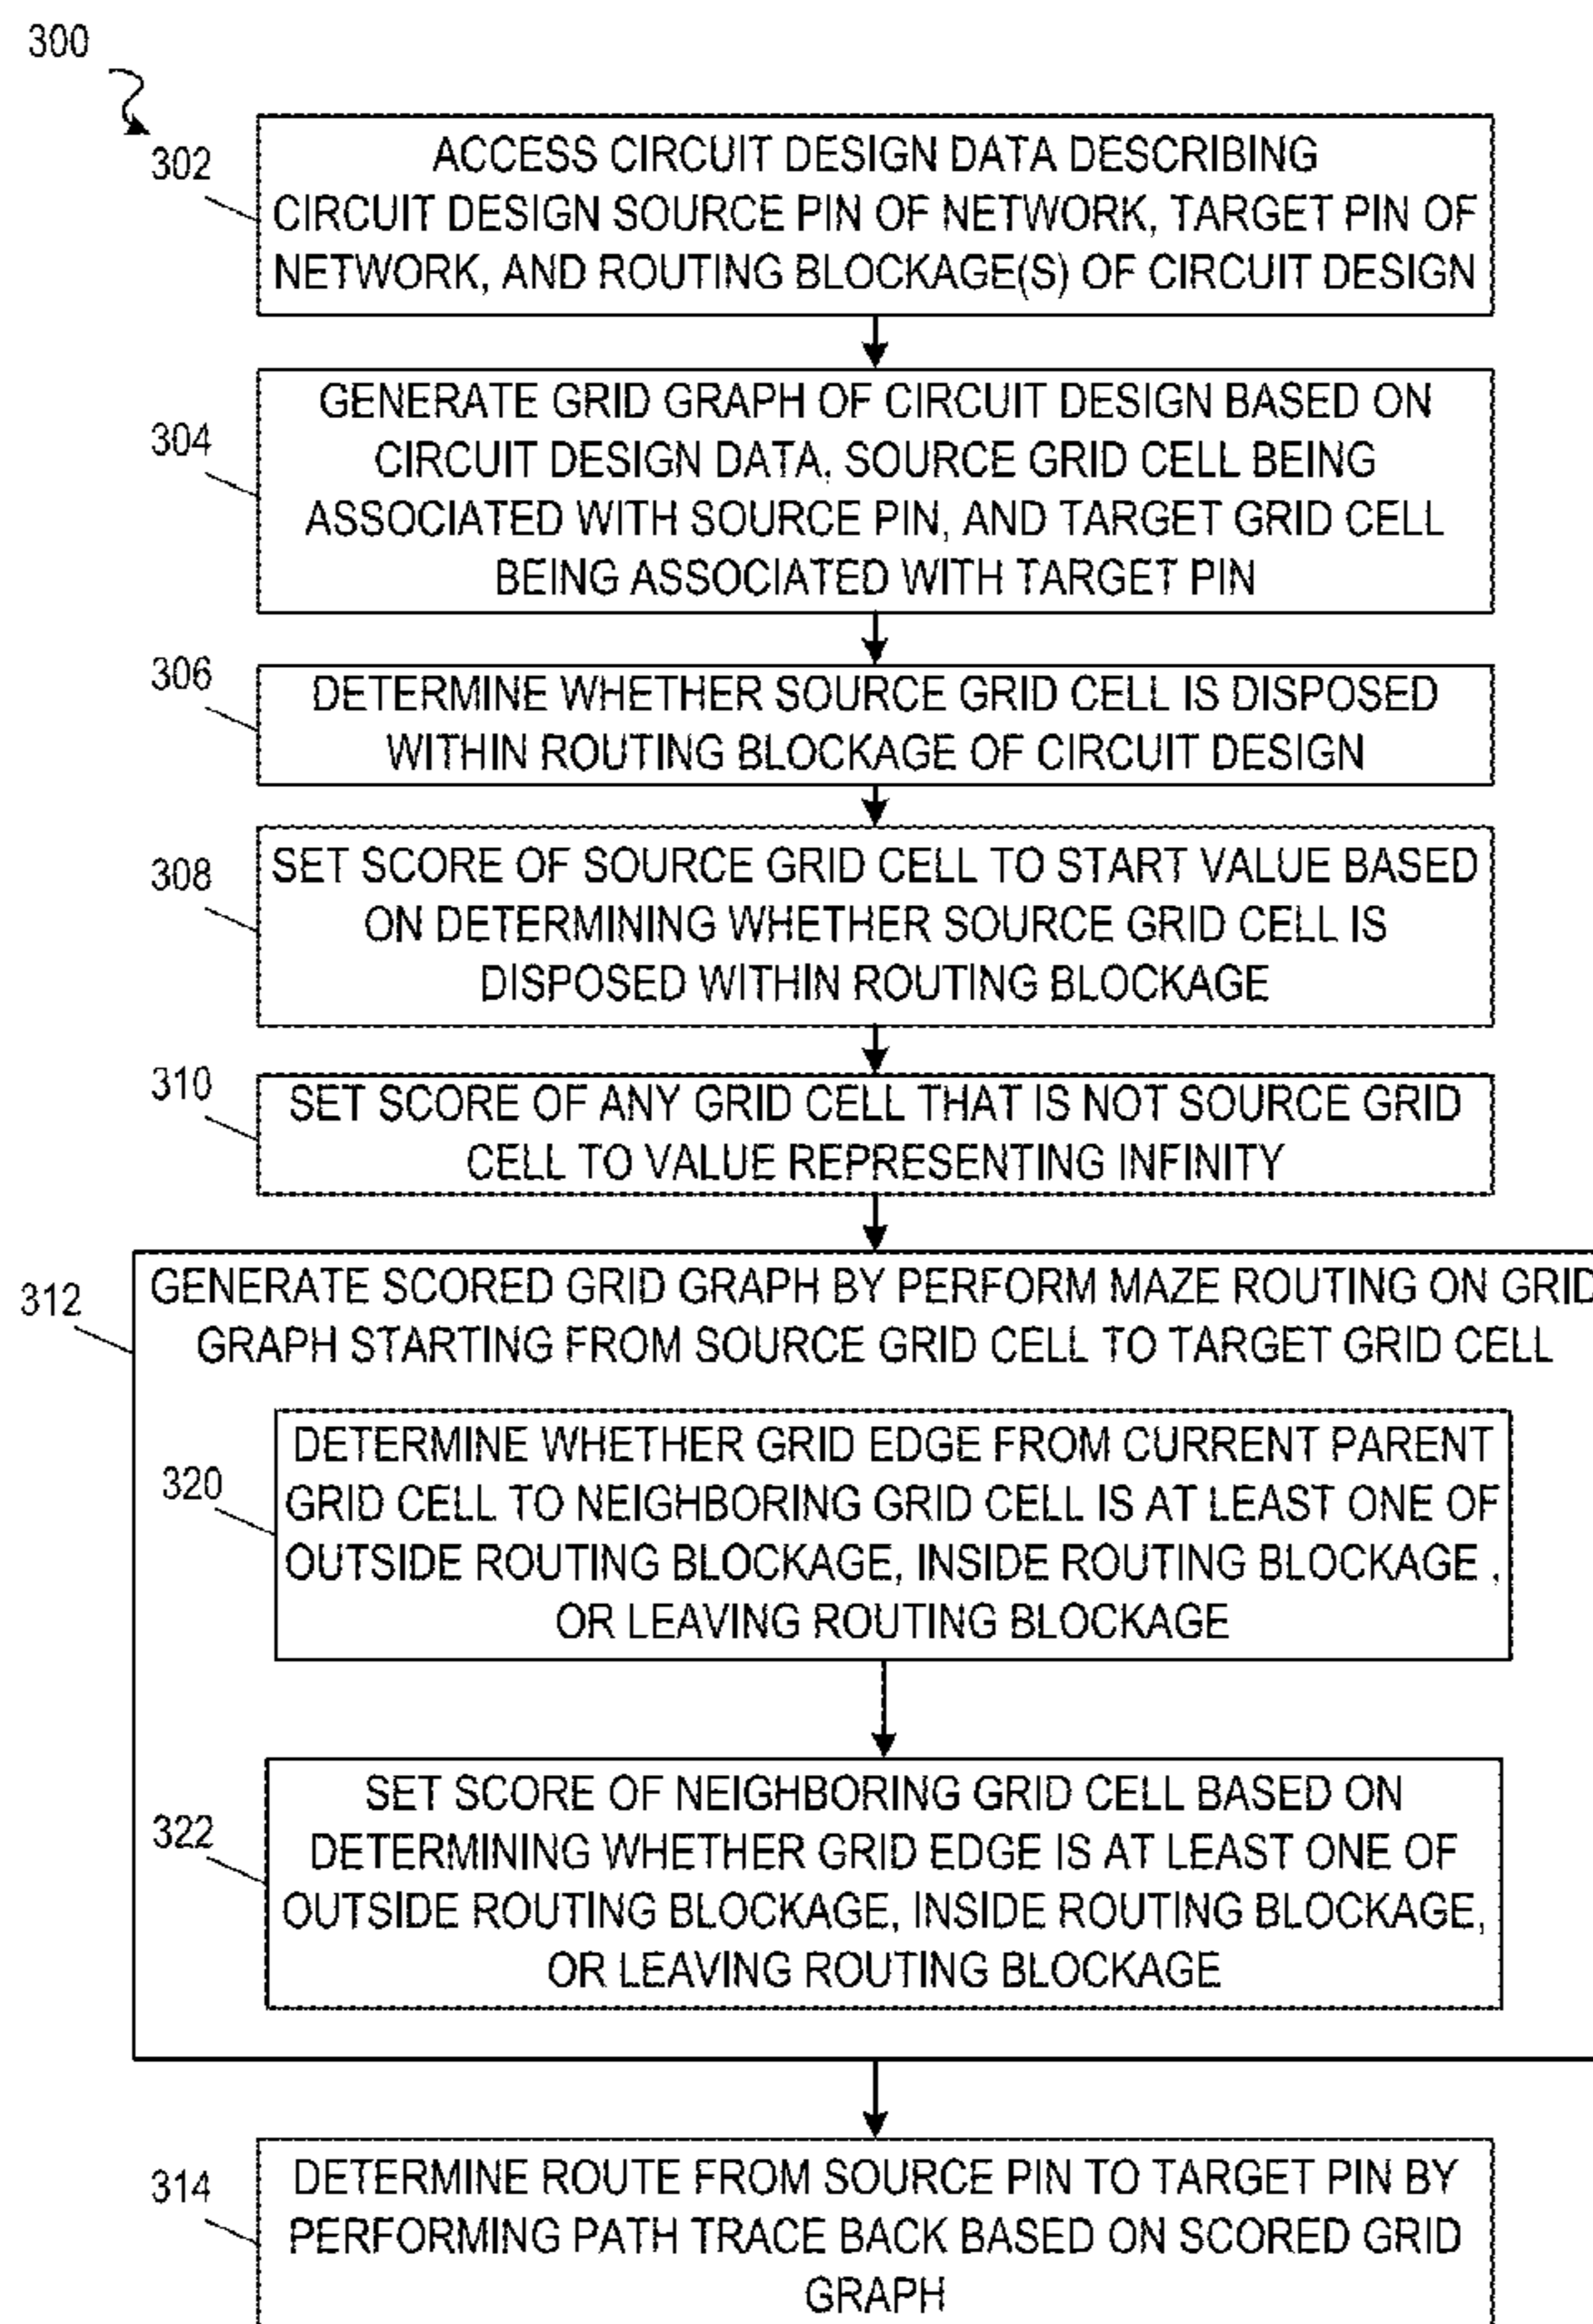 300
302
ACCESS CIRCUIT DESIGN DATA DESCRIBING
CIRCUIT DESIGN SOURCE PIN OF NETWORK, TARGET PIN OF
NETWORK, AND ROUTING BLOCKAGE(S) OF CIRCUIT DESIGN
304
GENERATE GRID GRAPH OF CIRCUIT DESIGN BASED ON
CIRCUIT DESIGN DATA, SOURCE GRID CELL BEING
ASSOCIATED WITH SOURCE PIN, AND TARGET GRID CELL
BEING ASSOCIATED WITH TARGET PIN
306
DETERMINE WHETHER SOURCE GRID CELL IS DISPOSED
WITHIN ROUTING BLOCKAGE OF CIRCUIT DESIGN
308
SET SCORE OF SOURCE GRID CELL TO START VALUE BASED
ON DETERMINING WHETHER SOURCE GRID CELL IS
DISPOSED WITHIN ROUTING BLOCKAGE
310
SET SCORE OF ANY GRID CELL THAT IS NOT SOURCE GRID
CELL TO VALUE REPRESENTING INFINITY
312
GENERATE SCORED GRID GRAPH BY PERFORM MAZE ROUTING ON GRID
GRAPH STARTING FROM SOURCE GRID CELL TO TARGET GRID CELL
320
DETERMINE WHETHER GRID EDGE FROM CURRENT PARENT
GRID CELL TO NEIGHBORING GRID CELL IS AT LEAST ONE OF
OUTSIDE ROUTING BLOCKAGE, INSIDE ROUTING BLOCKAGE ,
OR LEAVING ROUTING BLOCKAGE
322
SET SCORE OF NEIGHBORING GRID CELL BASED ON
DETERMINING WHETHER GRID EDGE IS AT LEAST ONE OF
OUTSIDE ROUTING BLOCKAGE, INSIDE ROUTING BLOCKAGE,
OR LEAVING ROUTING BLOCKAGE
314
DETERMINE ROUTE FROM SOURCE PIN TO TARGET PIN BY
PERFORMING PATH TRACE BACK BASED ON SCORED GRID
GRAPH